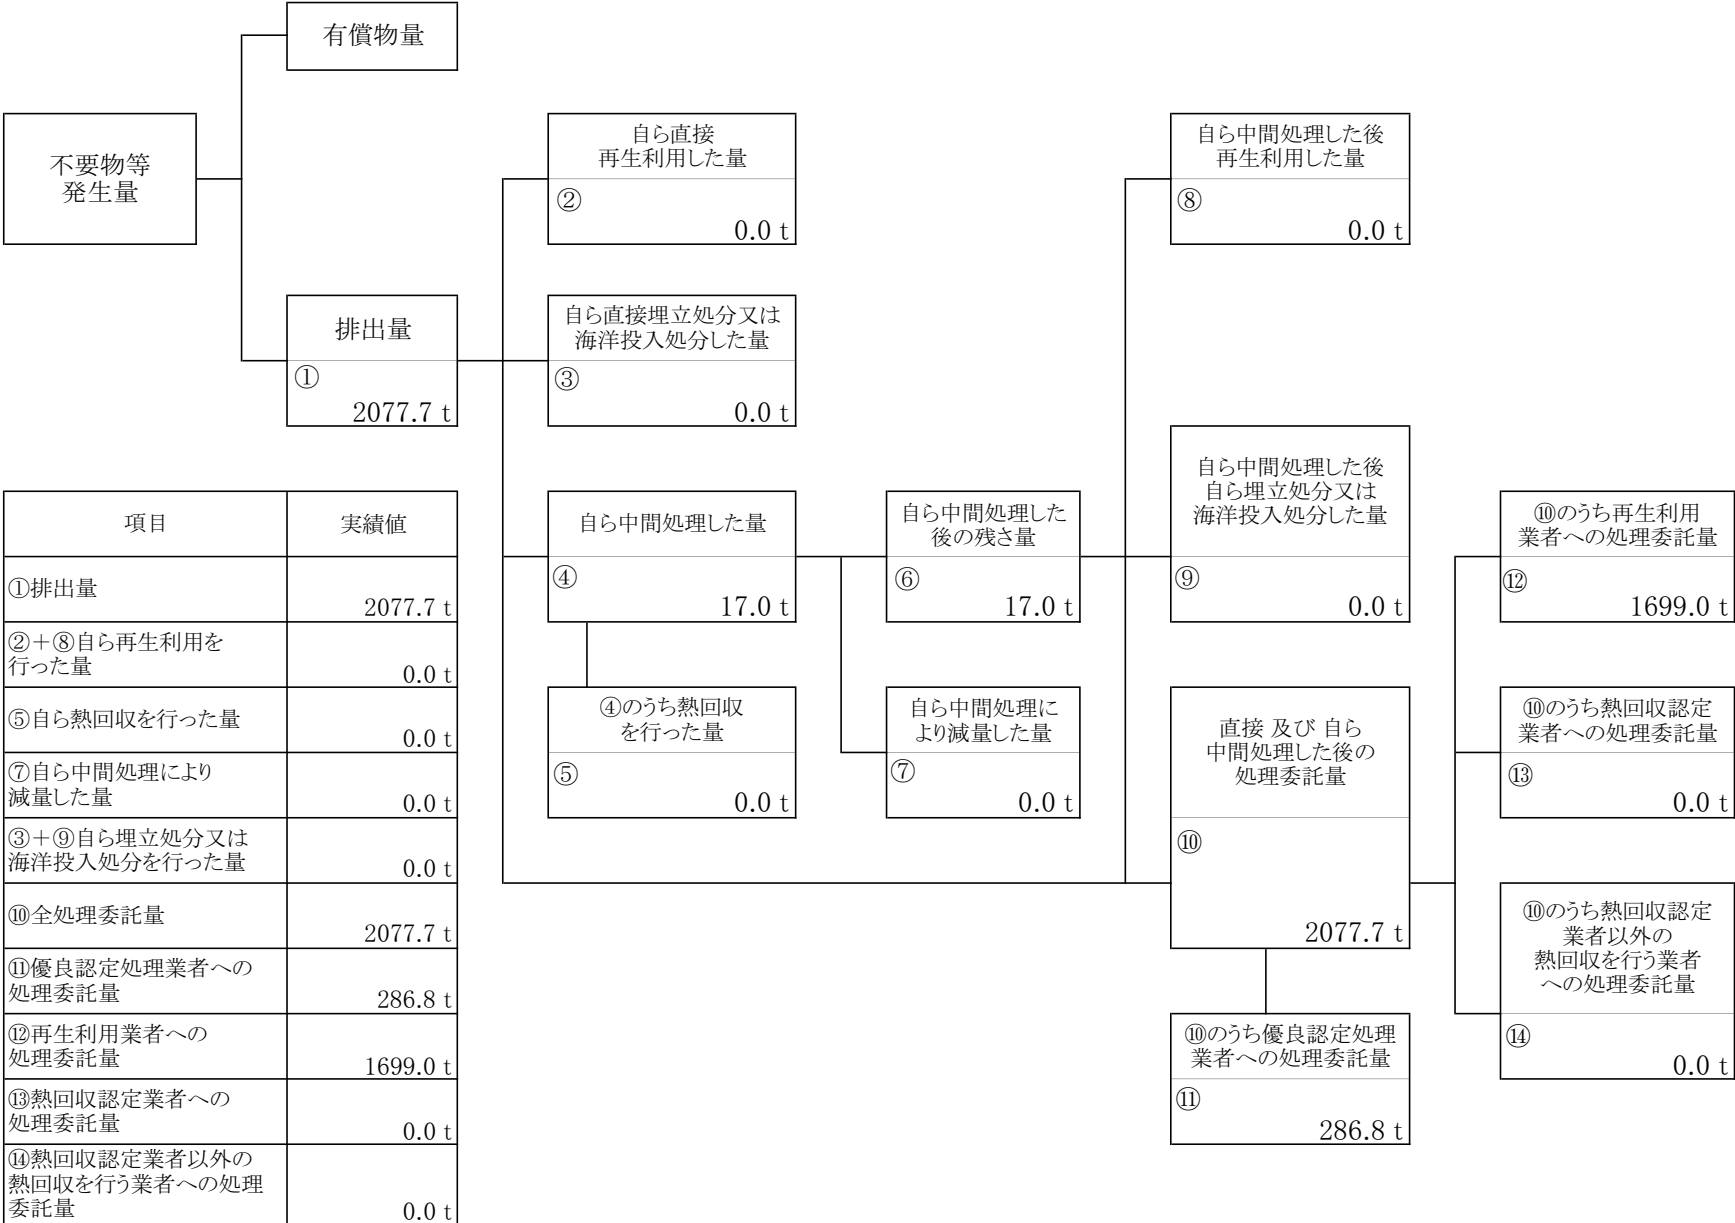 有償物量
不要物等
発生量
自ら直接
再生利用した量
②
0.0 t
自ら中間処理した後
再生利用した量
⑧
0.0 t
排出量
①
2077.7 t
自ら直接埋立処分又は
海洋投入処分した量
③
0.0 t
自ら中間処理した量
④
17.0 t
自ら中間処理した
後の残さ量
⑥
17.0 t
自ら中間処理した後
自ら埋立処分又は
海洋投入処分した量
⑨
0.0 t
⑩のうち再生利用
業者への処理委託量
⑫
1699.0 t
④のうち熱回収
を行った量
⑤
0.0 t
自ら中間処理に
より減量した量
⑦
0.0 t
直接 及び 自ら
中間処理した後の
処理委託量
⑩
2077.7 t
⑩のうち熱回収認定
業者への処理委託量
⑬
0.0 t
⑩のうち熱回収認定
業者以外の
熱回収を行う業者
への処理委託量
⑭
0.0 t
⑩のうち優良認定処理
業者への処理委託量
⑪
286.8 t
項目 実績値
①排出量
2077.7 t
②+⑧自ら再生利用を
行った量
0.0 t
⑤自ら熱回収を行った量
0.0 t
⑦自ら中間処理により
減量した量
0.0 t
③+⑨自ら埋立処分又は
海洋投入処分を行った量
0.0 t
⑩全処理委託量
2077.7 t
⑪優良認定処理業者への
処理委託量
286.8 t
⑫再生利用業者への
処理委託量
1699.0 t
⑬熱回収認定業者への
処理委託量
0.0 t
⑭熱回収認定業者以外の
熱回収を行う業者への処理
委託量
0.0 t